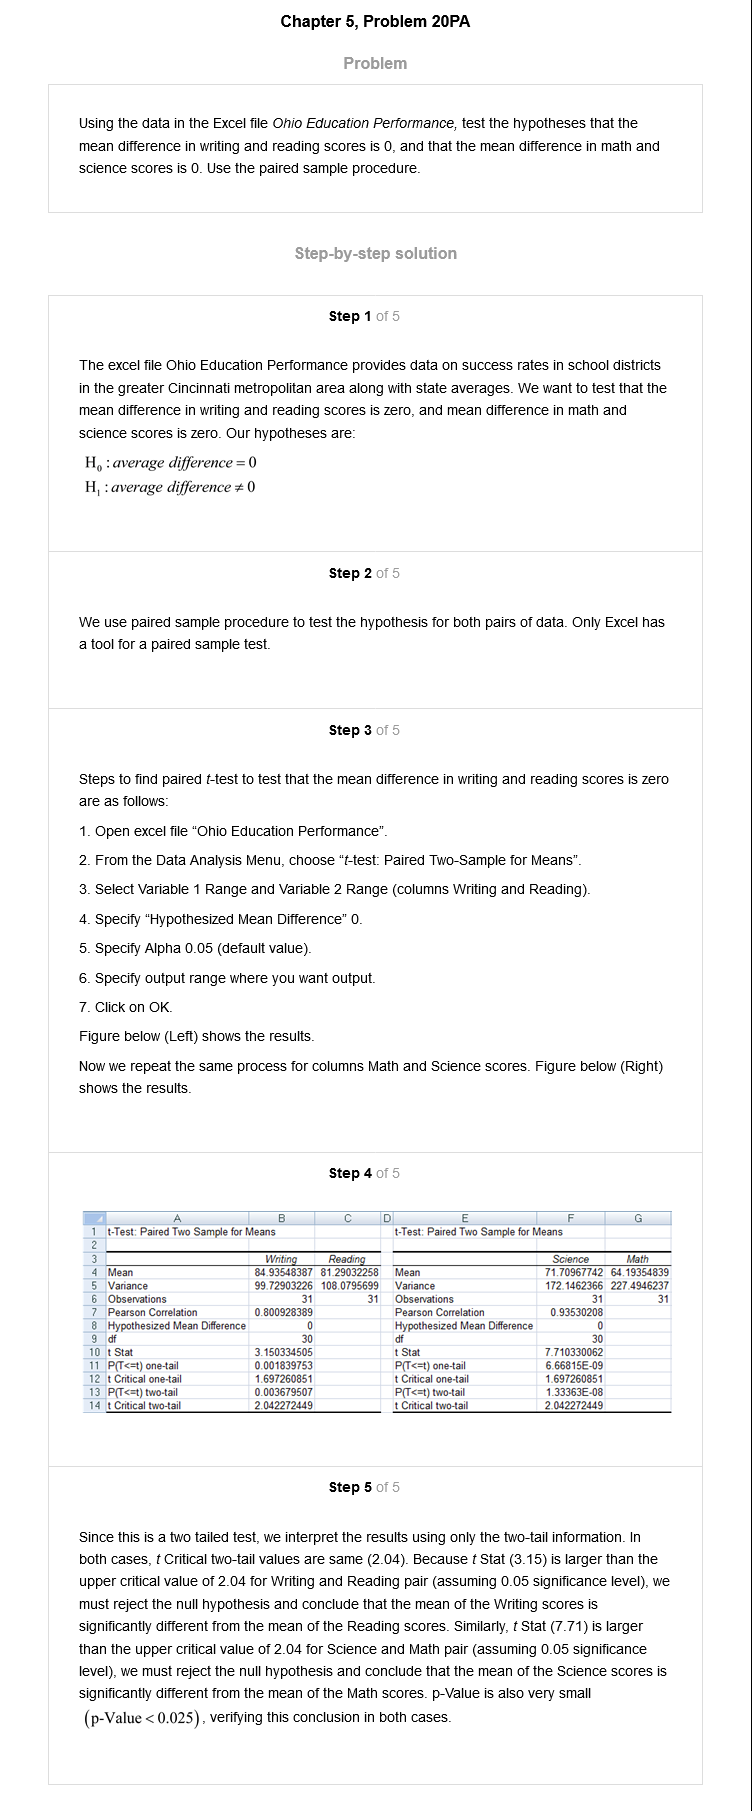 Chapter 5, Problem 20PA
Problem
Using the data in the Excel file Ohio Education Performance, test the hypotheses that the
mean difference in writing and reading scores is 0, and that the mean difference in math and
science scores is 0. Use the paired sample procedure.
Step-by-step solution
Step 1 of 5
The excel file Ohio Education Performance provides data on success rates in school districts
in the greater Cincinnati metropolitan area along with state averages. We want to test that the
mean difference in writing and reading scores is zero, and mean difference in math and
science scores is zero. Our hypotheses are:
H₀ : average difference = 0
H₁ : average difference ≠ 0
Step 2 of 5
We use paired sample procedure to test the hypothesis for both pairs of data. Only Excel has
a tool for a paired sample test.
Step 3 of 5
Steps to find paired t-test to test that the mean difference in writing and reading scores is zero
are as follows:
1. Open excel file “Ohio Education Performance”.
2. From the Data Analysis Menu, choose “t-test: Paired Two-Sample for Means”.
3. Select Variable 1 Range and Variable 2 Range (columns Writing and Reading).
4. Specify “Hypothesized Mean Difference” 0.
5. Specify Alpha 0.05 (default value).
6. Specify output range where you want output.
7. Click on OK.
Figure below (Left) shows the results.
Now we repeat the same process for columns Math and Science scores. Figure below (Right)
shows the results.
Step 4 of 5
A B C D E F G
1 t-Test: Paired Two Sample for Means t-Test: Paired Two Sample for Means
2
3 Writing Reading Science Math
4 Mean 84.93548387 81.29032258 Mean 71.70967742 64.19354839
5 Variance 99.72903226 108.0795699 Variance 172.1462366 227.4946237
6 Observations 31 31 Observations 31 31
7 Pearson Correlation 0.800928389 Pearson Correlation 0.93530208
8 Hypothesized Mean Difference 0 Hypothesized Mean Difference 0
9 df 30 df 30
10 t Stat 3.150334505 t Stat 7.710330062
11 P(T<=t) one-tail 0.001839753 P(T<=t) one-tail 6.66815E-09
12 t Critical one-tail 1.697260851 t Critical one-tail 1.697260851
13 P(T<=t) two-tail 0.003679507 P(T<=t) two-tail 1.33363E-08
14 t Critical two-tail 2.042272449 t Critical two-tail 2.042272449
Step 5 of 5
Since this is a two tailed test, we interpret the results using only the two-tail information. In
both cases, t Critical two-tail values are same (2.04). Because t Stat (3.15) is larger than the
upper critical value of 2.04 for Writing and Reading pair (assuming 0.05 significance level), we
must reject the null hypothesis and conclude that the mean of the Writing scores is
significantly different from the mean of the Reading scores. Similarly, t Stat (7.71) is larger
than the upper critical value of 2.04 for Science and Math pair (assuming 0.05 significance
level), we must reject the null hypothesis and conclude that the mean of the Science scores is
significantly different from the mean of the Math scores. p-Value is also very small
(p-Value < 0.025), verifying this conclusion in both cases.